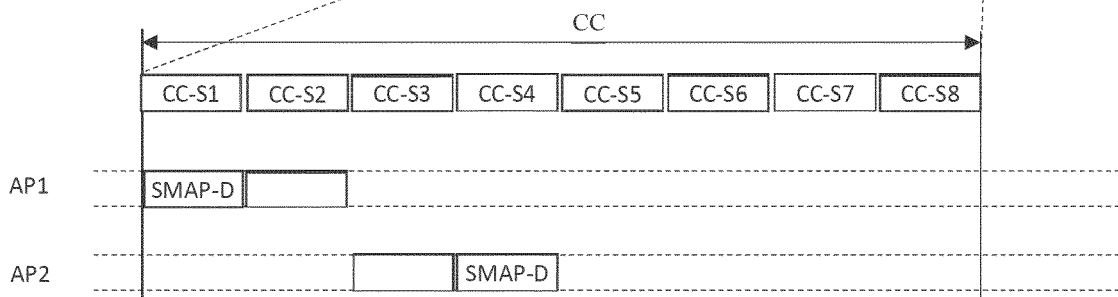 CC
CC-S1 CC-S2 CC-S3 CC-S4 CC-S5 CC-S6 CC-S7 CC-S8
AP1 SMAP-D
AP2 SMAP-D